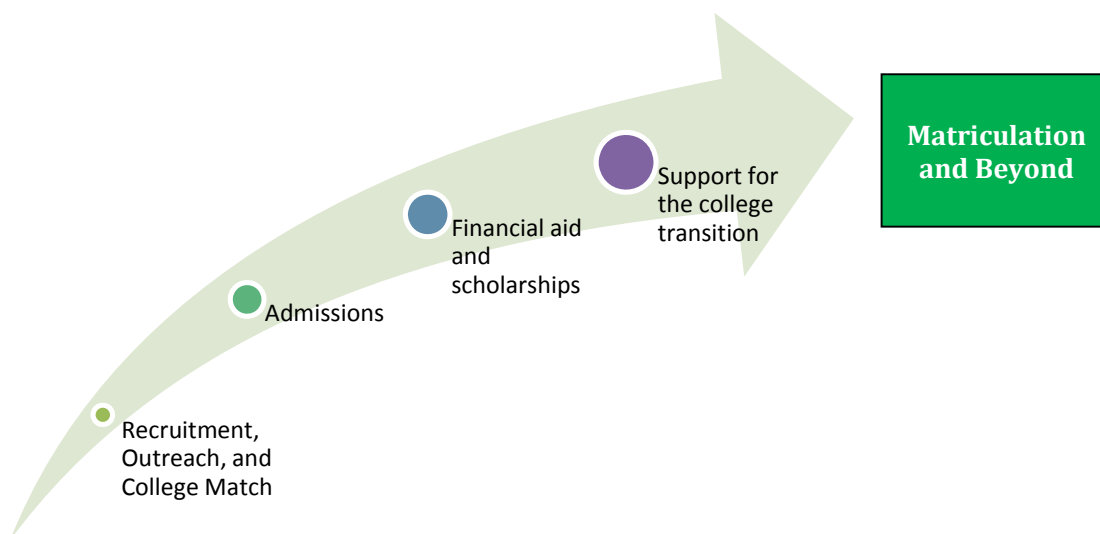 Recruitment,
Outreach, and
College Match
Admissions
Financial aid
and
scholarships
Support for
the college
transition
Matriculation
and Beyond